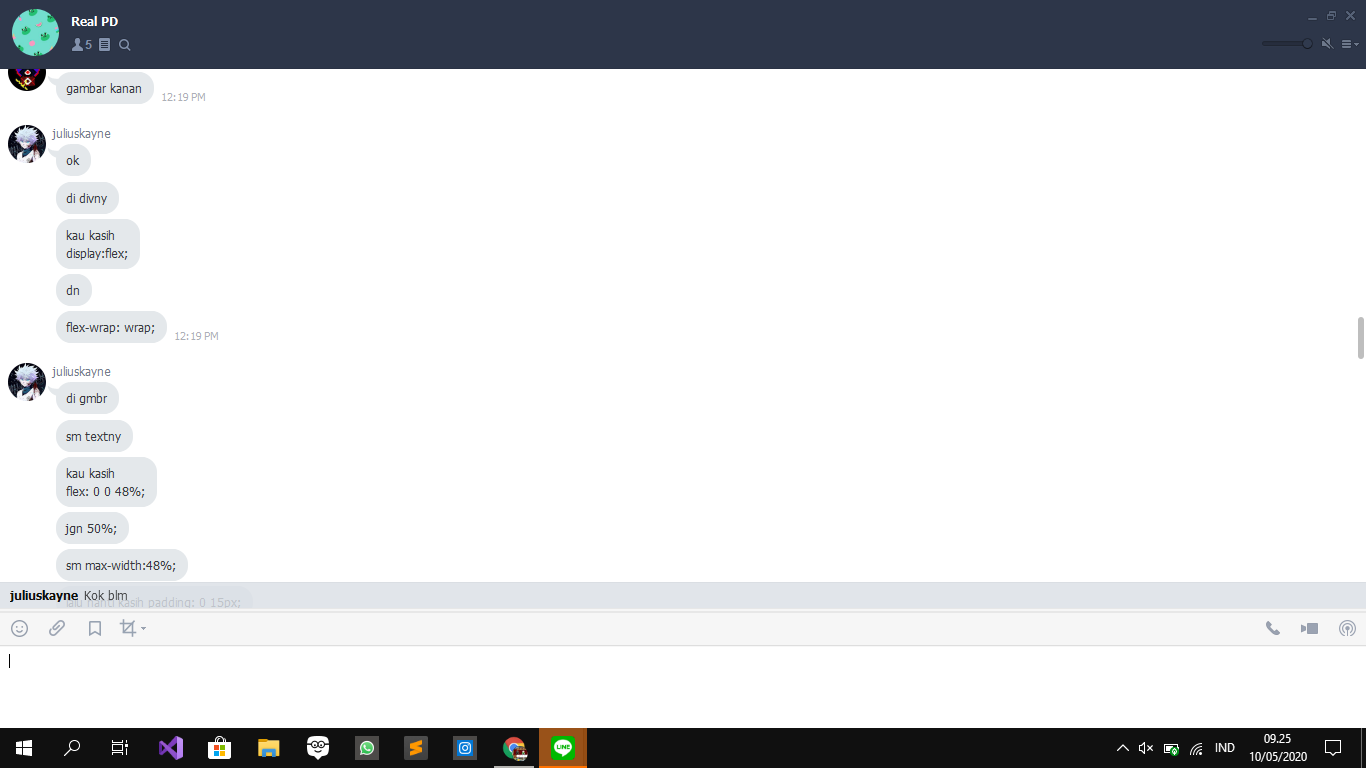 Real PD
5
gambar kanan
12:19 PM
juliuskayne
ok
di divny
kau kasih
display:flex;
dn
flex-wrap: wrap;
12:19 PM
juliuskayne
di gmbr
sm textny
kau kasih
flex: 0 0 48%;
jgn 50%;
sm max-width:48%;
lalu nanti kasih padding: 0 15px;
juliuskayne Kok blm
LINE
IND
09.25
10/05/2020